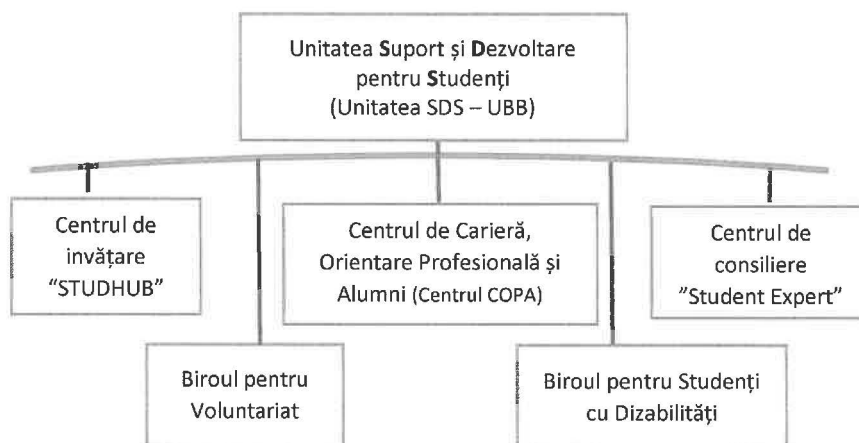 Unitatea Suport și Dezvoltare
pentru Studenți
(Unitatea SDS – UBB)
Centrul de
invățare
“STUDHUB”
Centrul de Carieră,
Orientare Profesională și
Alumni (Centrul COPA)
Centrul de
consiliere
”Student Expert”
Biroul pentru
Voluntariat
Biroul pentru Studenți
cu Dizabilități